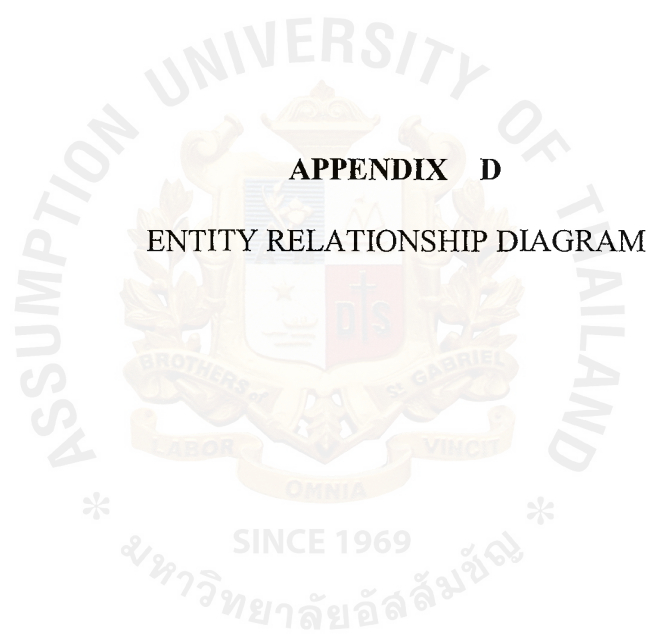 ASSUMPTION UNIVERSITY OF THAILAND
APPENDIX D
ENTITY RELATIONSHIP DIAGRAM
D S
BROTHERS of St GABRIEL
LABOR
VINCIT
OMNIA
* SINCE 1969 *
มหาวิทยาลัยอัสสัมชัญ